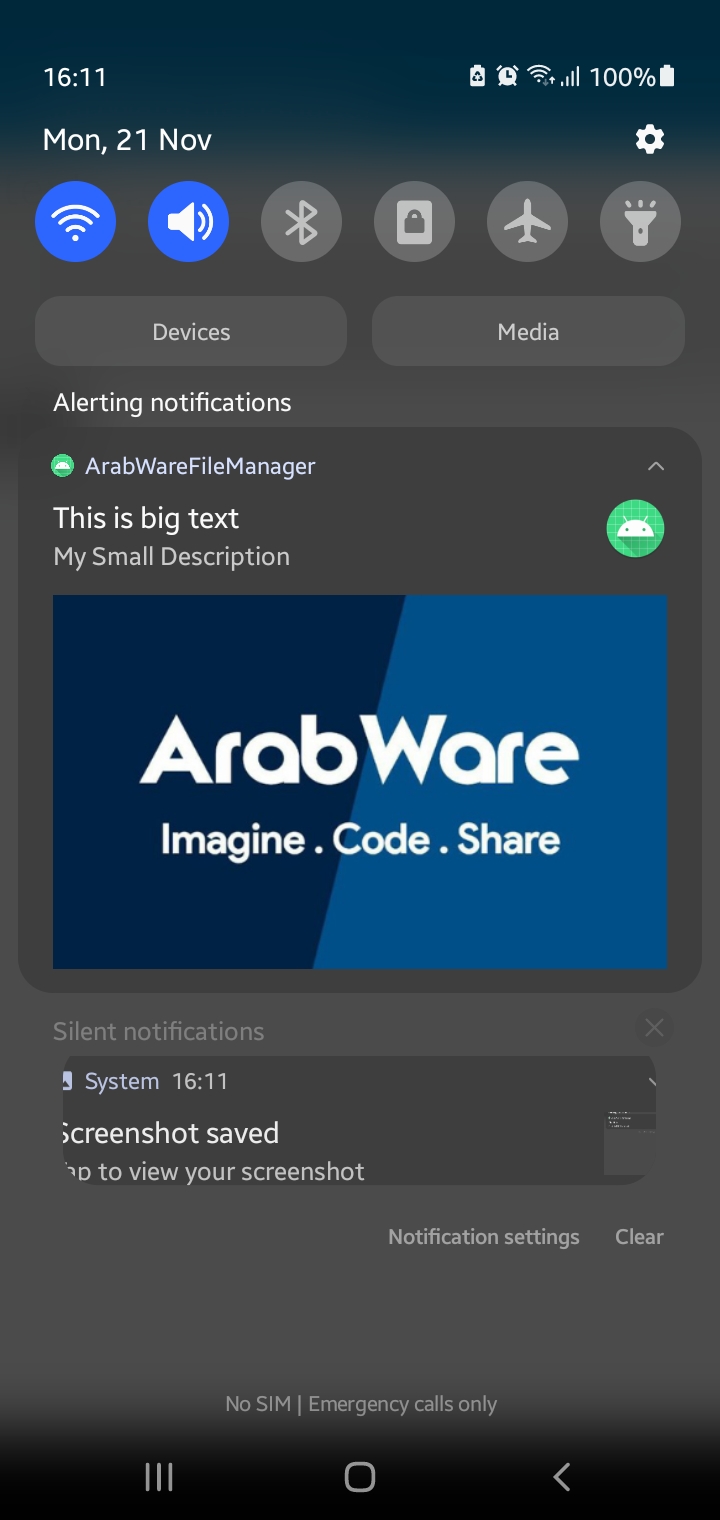 16:11
100%
Mon, 21 Nov
Devices
Media
Alerting notifications
ArabWareFileManager
This is big text
My Small Description
ArabWare
Imagine . Code . Share
Silent notifications
System 16:11
Screenshot saved
ap to view your screenshot
Notification settings
Clear
No SIM | Emergency calls only